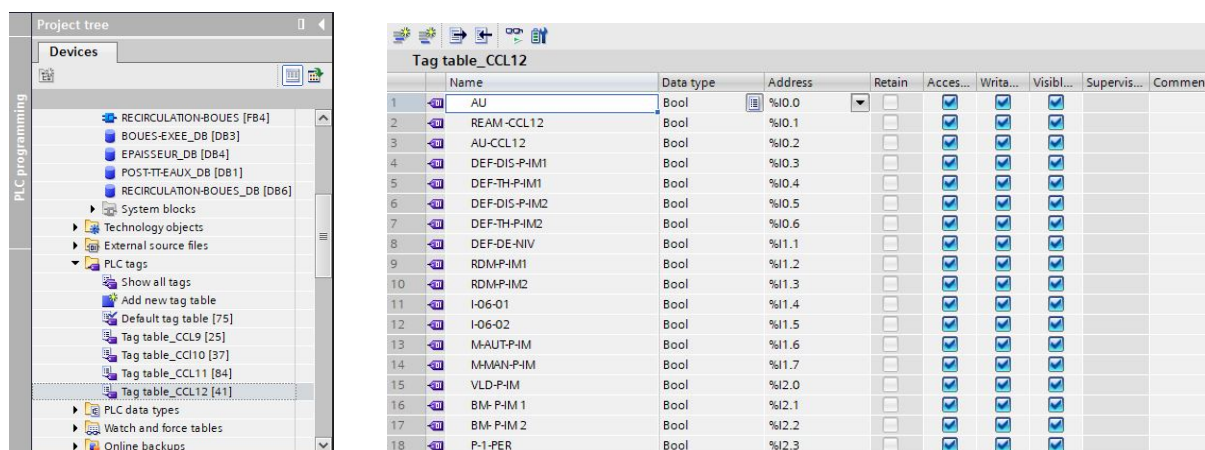 Project tree
Devices
PLC programming
RECIRCULATION-BOUES [FB4]
BOUES-EXEE_DB [DB3]
EPAISSEUR_DB [DB4]
POST-TT-EAUX_DB [DB1]
RECIRCULATION-BOUES_DB [DB6]
System blocks
Technology objects
External source files
PLC tags
Show all tags
Add new tag table
Default tag table [75]
Tag table_CCL9 [25]
Tag table_CCl10 [37]
Tag table_CCL11 [84]
Tag table_CCL12 [41]
PLC data types
Watch and force tables
Online backups
Tag table_CCL12
Name Data type Address Retain Acces... Writa... Visibl... Supervis... Commen
1 AU Bool %I0.0
2 REAM-CCL12 Bool %I0.1
3 AU-CCL12 Bool %I0.2
4 DEF-DIS-P-IM1 Bool %I0.3
5 DEF-TH-P-IM1 Bool %I0.4
6 DEF-DIS-P-IM2 Bool %I0.5
7 DEF-TH-P-IM2 Bool %I0.6
8 DEF-DE-NIV Bool %I1.1
9 RDM-P-IM1 Bool %I1.2
10 RDM-P-IM2 Bool %I1.3
11 I-06-01 Bool %I1.4
12 I-06-02 Bool %I1.5
13 M-AUT-P-IM Bool %I1.6
14 M-MAN-P-IM Bool %I1.7
15 VLD-P-IM Bool %I2.0
16 BM- P-IM 1 Bool %I2.1
17 BM- P-IM 2 Bool %I2.2
18 P-1-PER Bool %I2.3